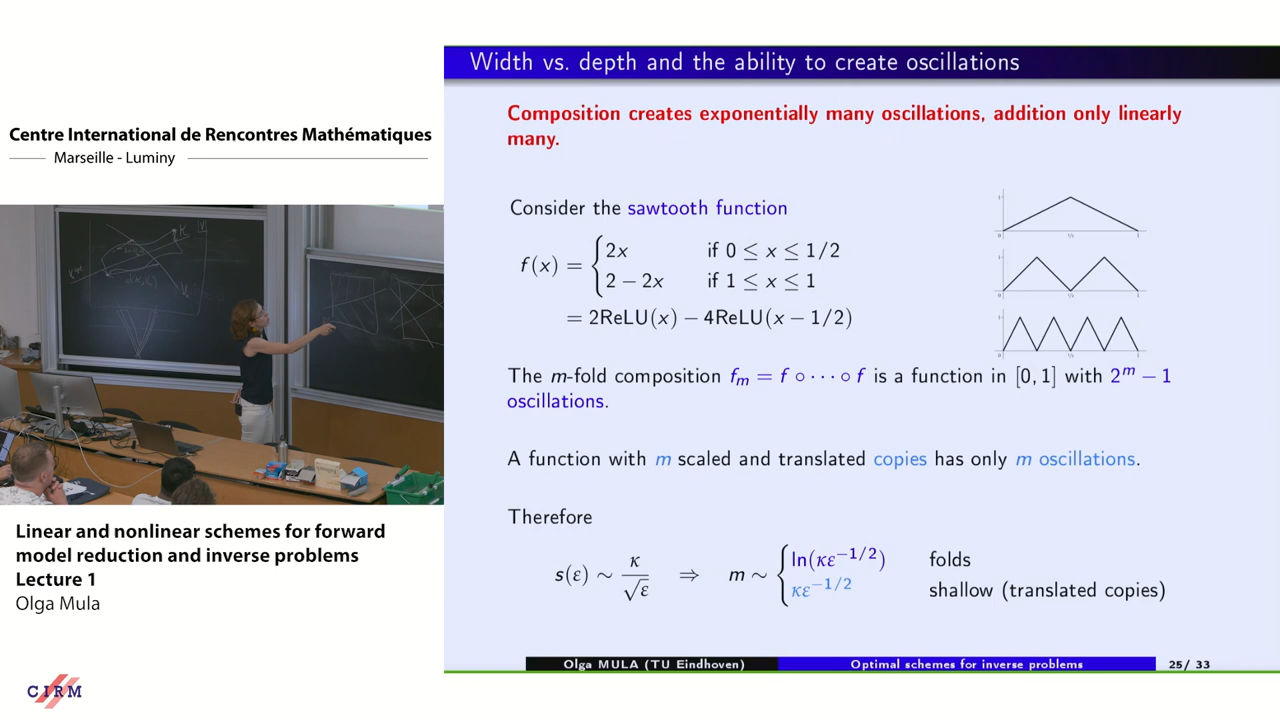 Centre International de Rencontres Mathématiques
Marseille - Luminy
Linear and nonlinear schemes for forward
model reduction and inverse problems
Lecture 1
Olga Mula
CIRM
Width vs. depth and the ability to create oscillations
Composition creates exponentially many oscillations, addition only linearly
many.
Consider the sawtooth function
f(x) = { 2x if 0 ≤ x ≤ 1/2
2 − 2x if 1 ≤ x ≤ 1
= 2ReLU(x) − 4ReLU(x − 1/2)
The m-fold composition fₘ = f ∘ ⋯ ∘ f is a function in [0, 1] with 2ᵐ − 1
oscillations.
A function with m scaled and translated copies has only m oscillations.
Therefore
s(ε) ∼ κ/√ε ⇒ m ∼ { ln(κε^{−1/2}) folds
κε^{−1/2} shallow (translated copies)
Olga MULA (TU Eindhoven) Optimal schemes for inverse problems 25/ 33